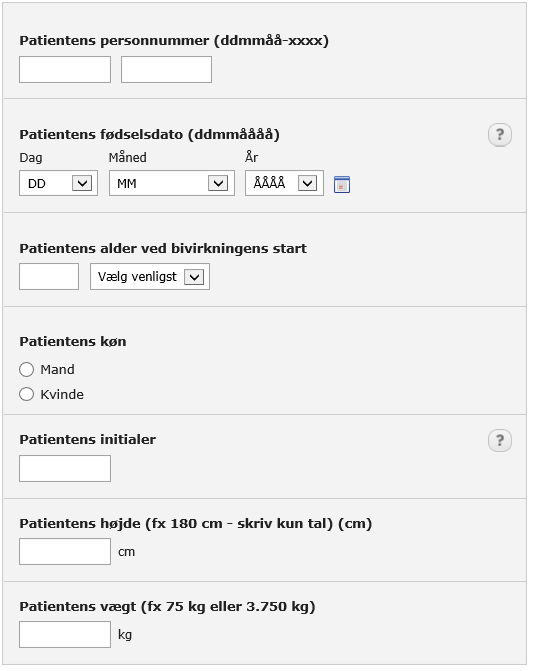 Patientens personnummer (ddmmåå-xxxx)
Patientens fødselsdato (ddmmåååå)
?
Dag Måned År
DD MM ÅÅÅÅ
Patientens alder ved bivirkningens start
Vælg venligst
Patientens køn
Mand
Kvinde
Patientens initialer
?
Patientens højde (fx 180 cm - skriv kun tal) (cm)
cm
Patientens vægt (fx 75 kg eller 3.750 kg)
kg